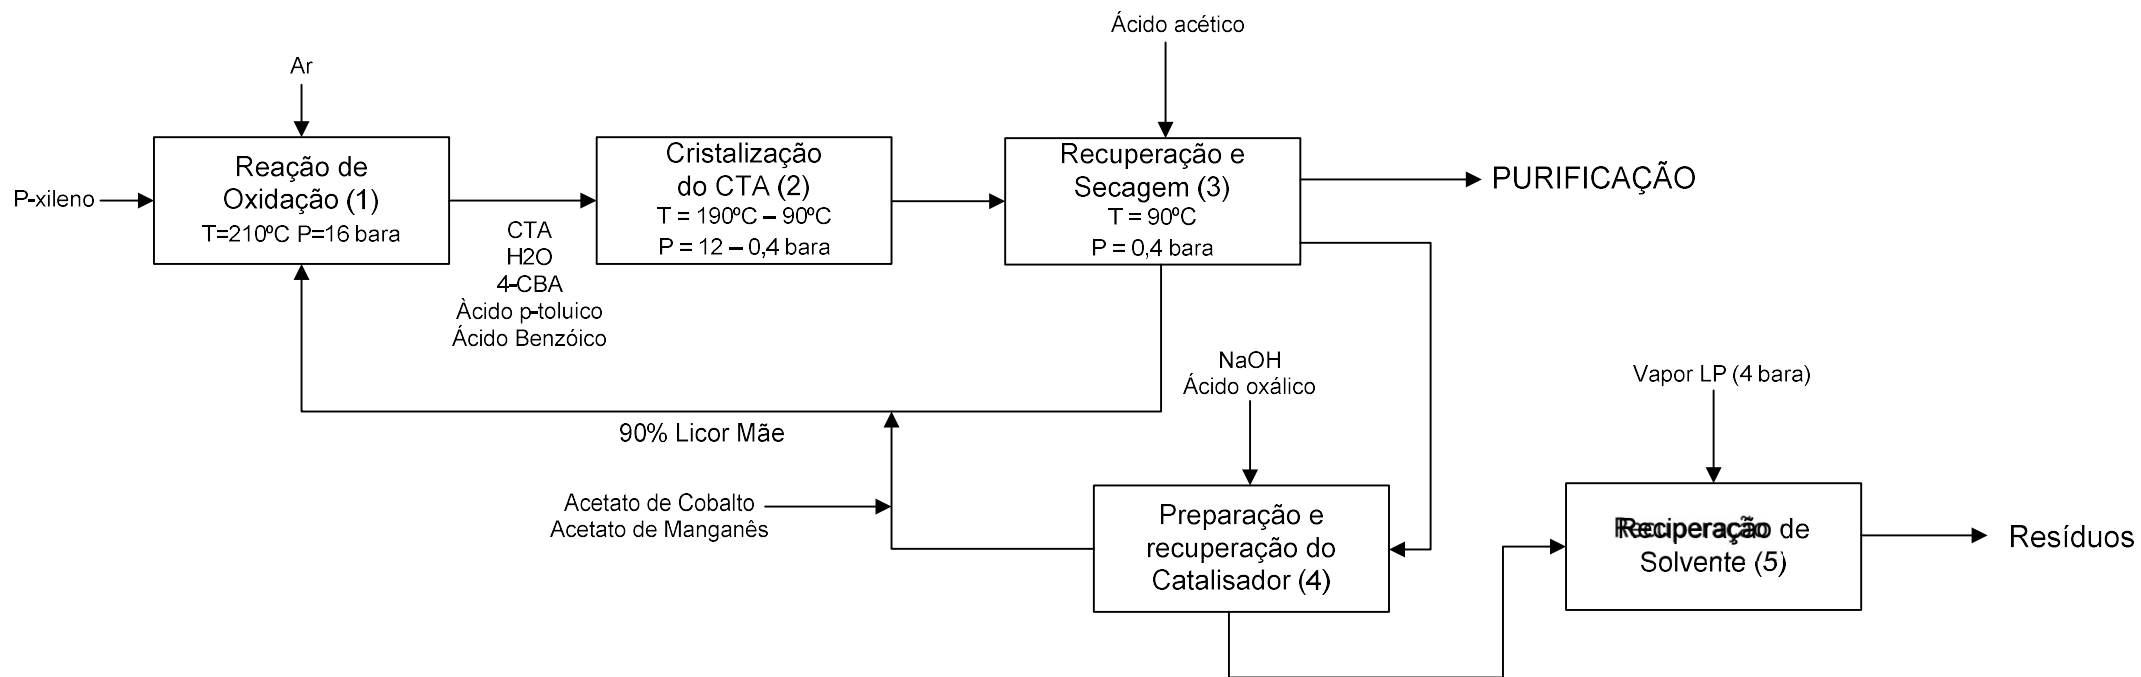 Ácido acético
Ar
P-xileno
Reação de
Oxidação (1)
T=210ºC P=16 bara
CTA
H2O
4-CBA
Àcido p-toluico
Ácido Benzóico
Cristalização
do CTA (2)
T = 190ºC – 90ºC
P = 12 – 0,4 bara
Recuperação e
Secagem (3)
T = 90ºC
P = 0,4 bara
PURIFICAÇÃO
90% Licor Mãe
NaOH
Ácido oxálico
Acetato de Cobalto
Acetato de Manganês
Preparação e
recuperação do
Catalisador (4)
Vapor LP (4 bara)
de
Solvente (5)
Resíduos